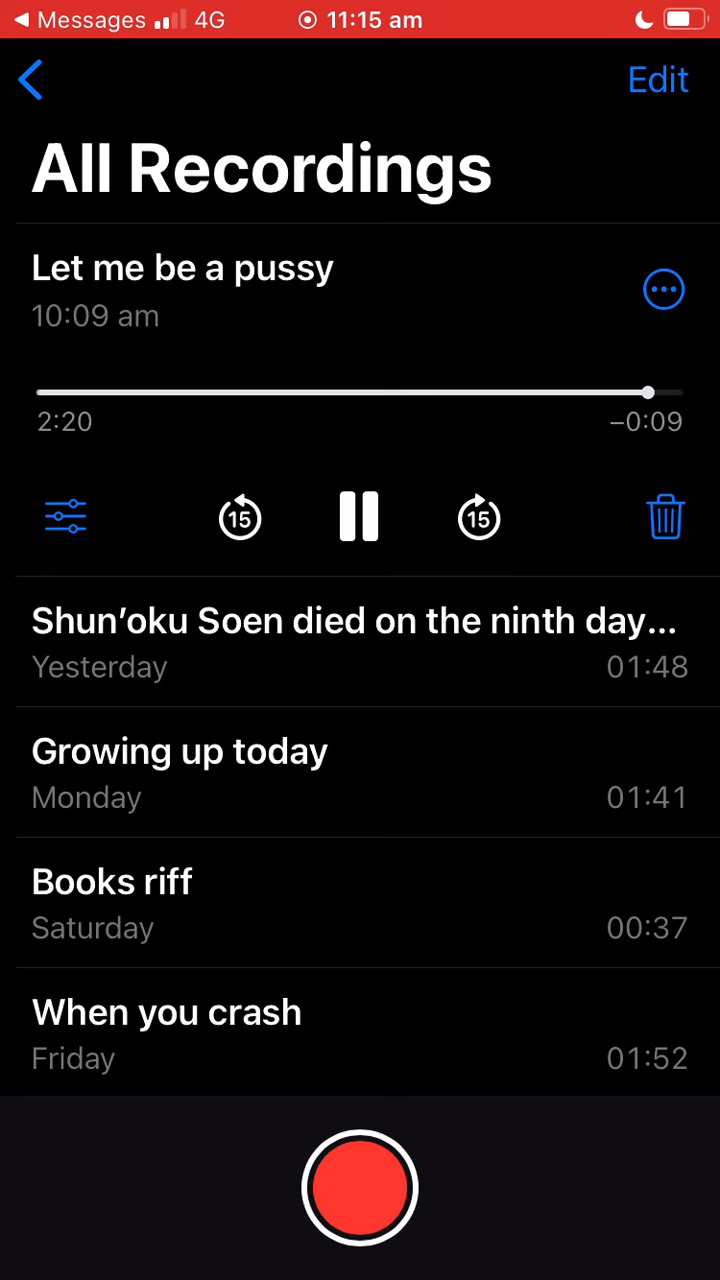 Messages 4G 11:15 am
Edit
All Recordings
Let me be a pussy
10:09 am
2:20 –0:09
15 15
Shun’oku Soen died on the ninth day...
Yesterday 01:48
Growing up today
Monday 01:41
Books riff
Saturday 00:37
When you crash
Friday 01:52